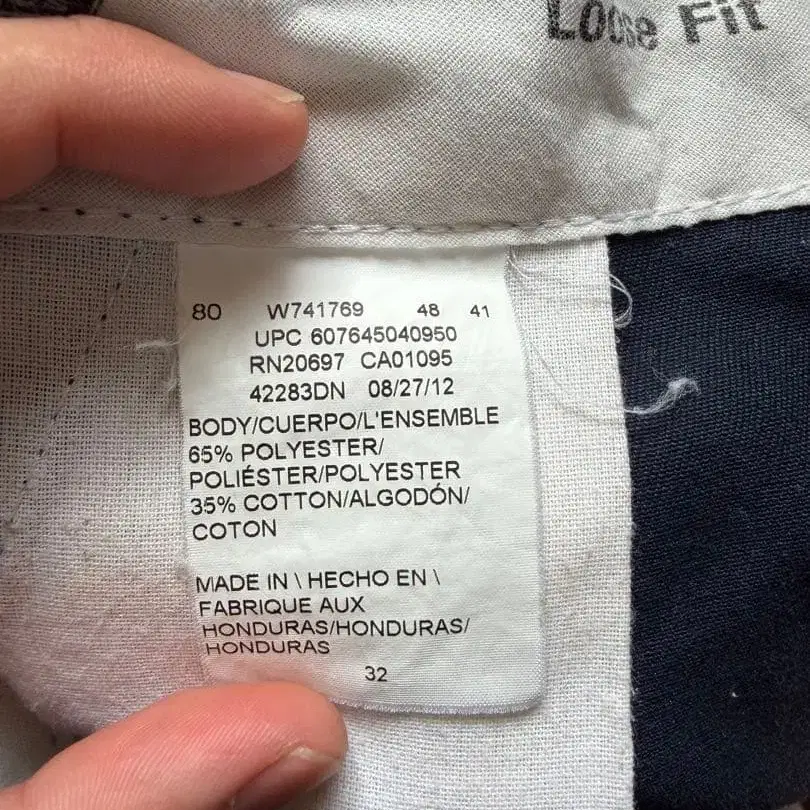 Loose Fit
80 W741769 48 41
UPC 607645040950
RN20697 CA01095
42283DN 08/27/12
BODY/CUERPO/L'ENSEMBLE
65% POLYESTER/
POLIÉSTER/POLYESTER
35% COTTON/ALGODÓN/
COTON
MADE IN \ HECHO EN \
FABRIQUE AUX
HONDURAS/HONDURAS/
HONDURAS
32